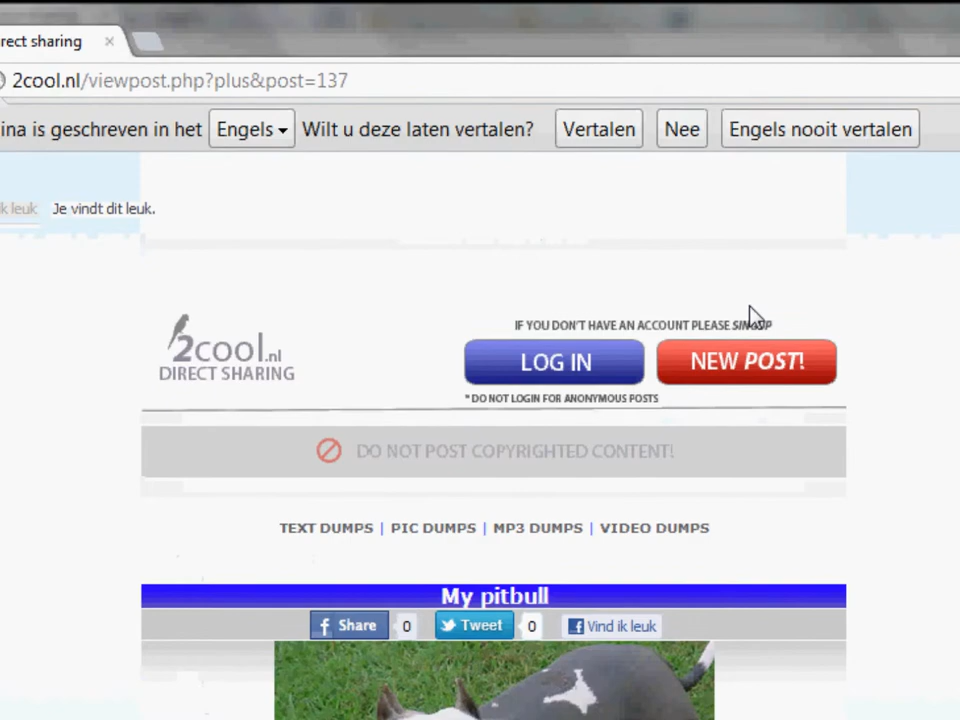 rect sharing
2cool.nl/viewpost.php?plus&post=137
ina is geschreven in het Engels Wilt u deze laten vertalen? Vertalen Nee Engels nooit vertalen
k leuk Je vindt dit leuk.
IF YOU DON'T HAVE AN ACCOUNT PLEASE
2cool.nl
DIRECT SHARING
LOG IN NEW POST!
* DO NOT LOGIN FOR ANONYMOUS POSTS
DO NOT POST COPYRIGHTED CONTENT!
TEXT DUMPS | PIC DUMPS | MP3 DUMPS | VIDEO DUMPS
My pitbull
Share 0 Tweet 0 Vind ik leuk